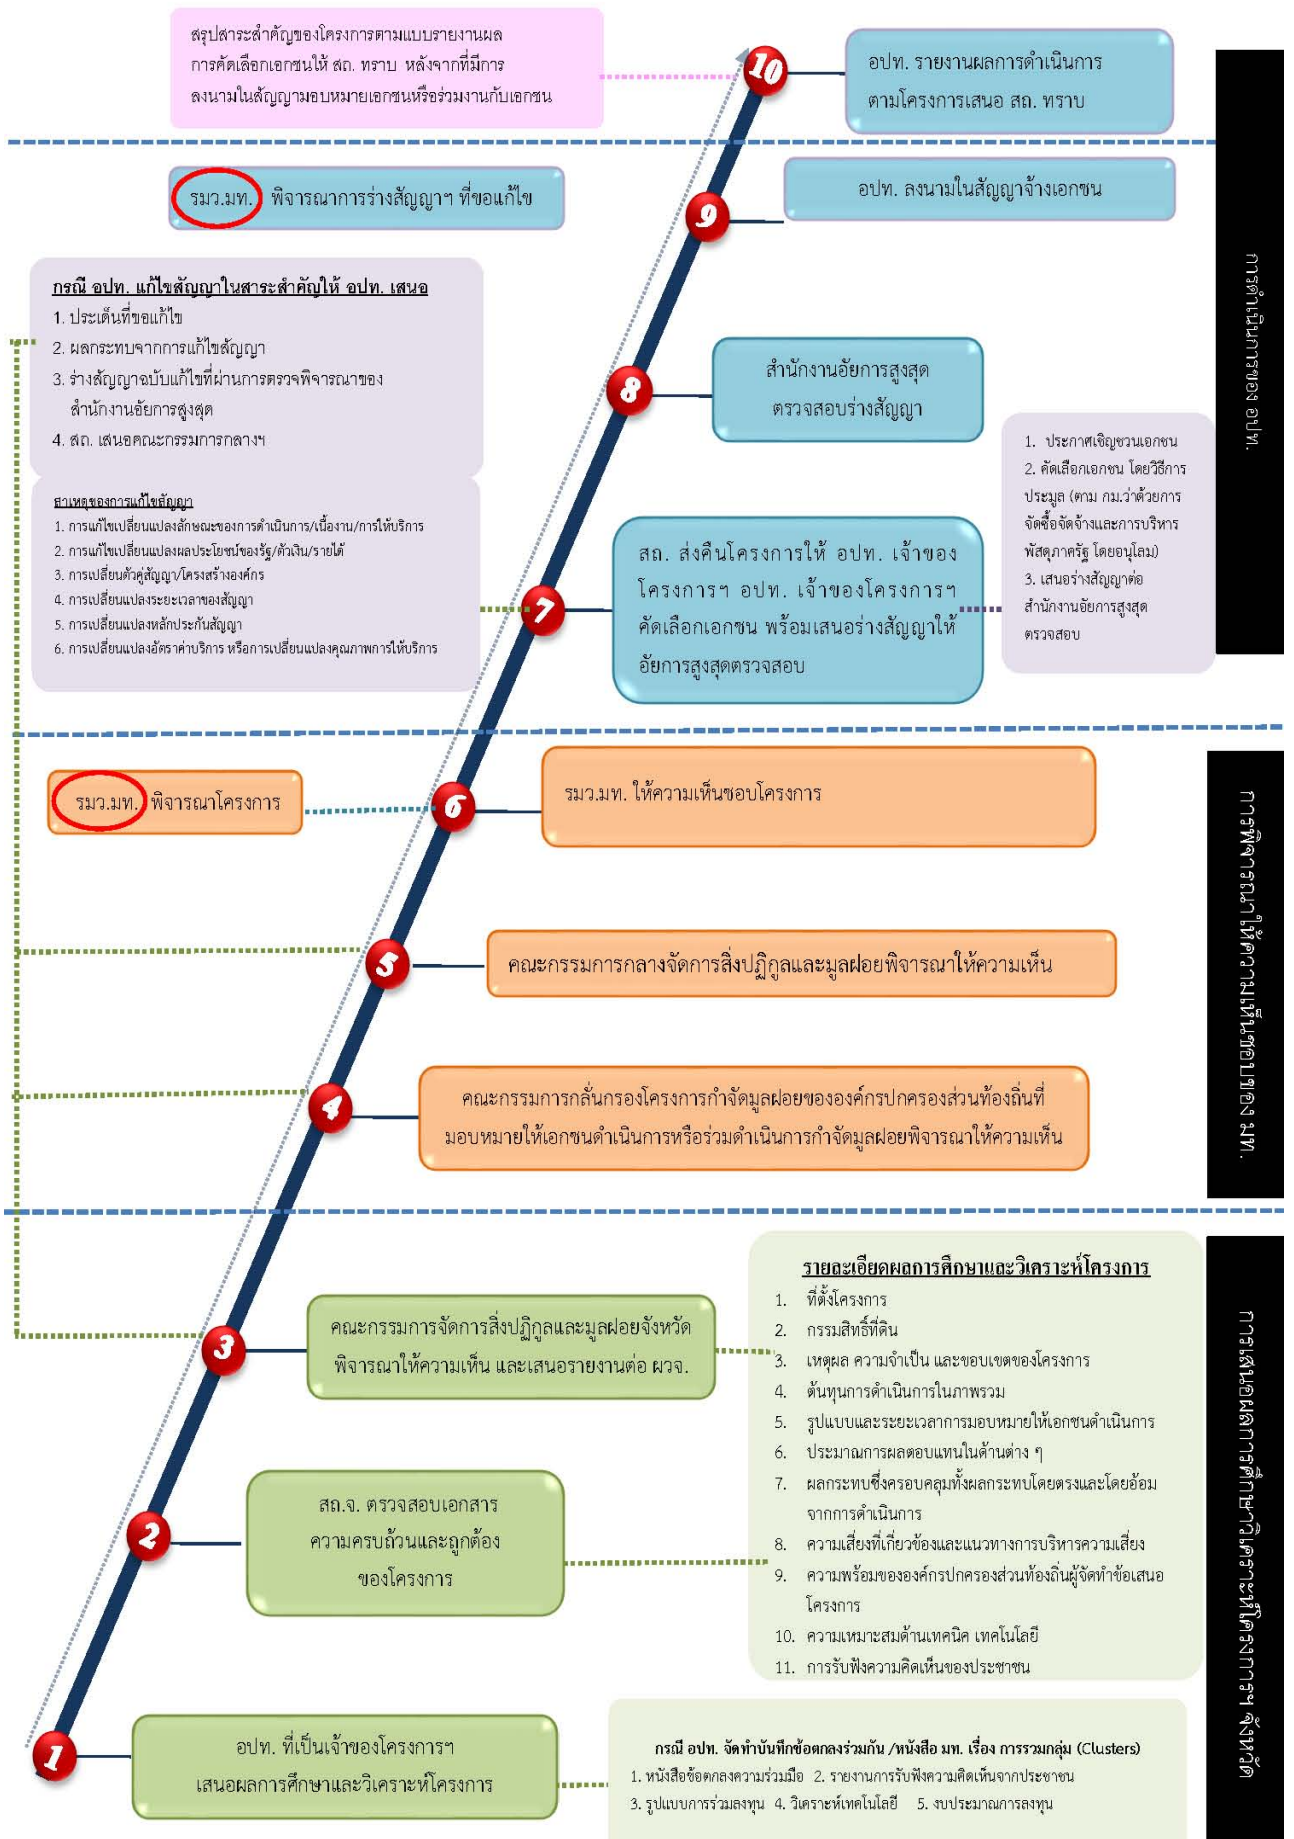 สรุปสาระสำคัญของโครงการตามแบบรายงานผล
การคัดเลือกเอกชนให้ สถ. ทราบ หลังจากที่มีการ
ลงนามในสัญญามอบหมายเอกชนหรือร่วมงานกับเอกชน
10
อปท. รายงานผลการดำเนินการ
ตามโครงการเสนอ สถ. ทราบ
รมว.มท. พิจารณาการร่างสัญญาฯ ที่ขอแก้ไข
9
อปท. ลงนามในสัญญาจ้างเอกชน
การดำเนินการของ อปท.
กรณี อปท. แก้ไขสัญญาในสาระสำคัญให้ อปท. เสนอ
1. ประเด็นที่ขอแก้ไข
2. ผลกระทบจากการแก้ไขสัญญา
3. ร่างสัญญาฉบับแก้ไขที่ผ่านการตรวจพิจารณาของ
สำนักงานอัยการสูงสุด
4. สถ. เสนอคณะกรรมการกลางฯ
8
สำนักงานอัยการสูงสุด
ตรวจสอบร่างสัญญา
สาเหตุของการแก้ไขสัญญา
1. การแก้ไขเปลี่ยนแปลงลักษณะของการดำเนินการ/เนื้องาน/การให้บริการ
2. การแก้ไขเปลี่ยนแปลงผลประโยชน์ของรัฐ/ตัวเงิน/รายได้
3. การเปลี่ยนตัวคู่สัญญา/โครงสร้างองค์กร
4. การเปลี่ยนแปลงระยะเวลาของสัญญา
5. การเปลี่ยนแปลงหลักประกันสัญญา
6. การเปลี่ยนแปลงอัตราค่าบริการ หรือการเปลี่ยนแปลงคุณภาพการให้บริการ
7
สถ. ส่งคืนโครงการให้ อปท. เจ้าของ
โครงการฯ อปท. เจ้าของโครงการฯ
คัดเลือกเอกชน พร้อมเสนอร่างสัญญาให้
อัยการสูงสุดตรวจสอบ
1. ประกาศเชิญชวนเอกชน
2. คัดเลือกเอกชน โดยวิธีการ
ประมูล (ตาม กม.ว่าด้วยการ
จัดซื้อจัดจ้างและการบริหาร
พัสดุภาครัฐ โดยอนุโลม)
3. เสนอร่างสัญญาต่อ
สำนักงานอัยการสูงสุด
ตรวจสอบ
รมว.มท. พิจารณาโครงการ
6
รมว.มท. ให้ความเห็นชอบโครงการ
การพิจารณาให้ความเห็นชอบของ มท.
5
คณะกรรมการกลางจัดการสิ่งปฏิกูลและมูลฝอยพิจารณาให้ความเห็น
4
คณะกรรมการกลั่นกรองโครงการกำจัดมูลฝอยขององค์กรปกครองส่วนท้องถิ่นที่
มอบหมายให้เอกชนดำเนินการหรือร่วมดำเนินการกำจัดมูลฝอยพิจารณาให้ความเห็น
3
คณะกรรมการจัดการสิ่งปฏิกูลและมูลฝอยจังหวัด
พิจารณาให้ความเห็น และเสนอรายงานต่อ ผวจ.
รายละเอียดผลการศึกษาและวิเคราะห์โครงการ
1. ที่ตั้งโครงการ
2. กรรมสิทธิ์ที่ดิน
3. เหตุผล ความจำเป็น และขอบเขตของโครงการ
4. ต้นทุนการดำเนินการในภาพรวม
5. รูปแบบและระยะเวลาการมอบหมายให้เอกชนดำเนินการ
6. ประมาณการผลตอบแทนในด้านต่าง ๆ
7. ผลกระทบซึ่งครอบคลุมทั้งผลกระทบโดยตรงและโดยอ้อม
จากการดำเนินการ
8. ความเสี่ยงที่เกี่ยวข้องและแนวทางการบริหารความเสี่ยง
9. ความพร้อมขององค์กรปกครองส่วนท้องถิ่นผู้จัดทำข้อเสนอ
โครงการ
10. ความเหมาะสมด้านเทคนิค เทคโนโลยี
11. การรับฟังความคิดเห็นของประชาชน
การเสนอผลการศึกษาวิเคราะห์โครงการฯ จังหวัด
2
สถ.จ. ตรวจสอบเอกสาร
ความครบถ้วนและถูกต้อง
ของโครงการ
1
อปท. ที่เป็นเจ้าของโครงการฯ
เสนอผลการศึกษาและวิเคราะห์โครงการ
กรณี อปท. จัดทำบันทึกข้อตกลงร่วมกัน /หนังสือ มท. เรื่อง การรวมกลุ่ม (Clusters)
1. หนังสือข้อตกลงความร่วมมือ 2. รายงานการรับฟังความคิดเห็นจากประชาชน
3. รูปแบบการร่วมลงทุน 4. วิเคราะห์เทคโนโลยี 5. งบประมาณการลงทุน